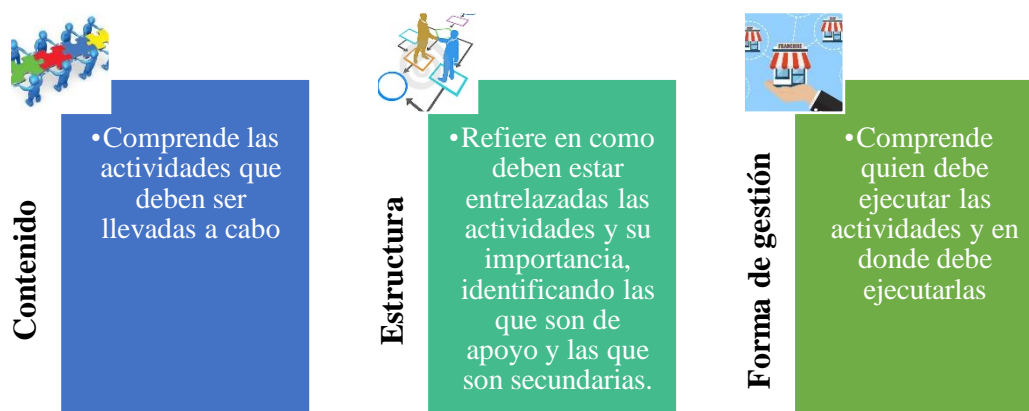 Contenido
•Comprende las
actividades que
deben ser
llevadas a cabo
Estructura
•Refiere en como
deben estar
entrelazadas las
actividades y su
importancia,
identificando las
que son de
apoyo y las que
son secundarias.
FRANCHISE
Forma de gestión
•Comprende
quien debe
ejecutar las
actividades y en
donde debe
ejecutarlas